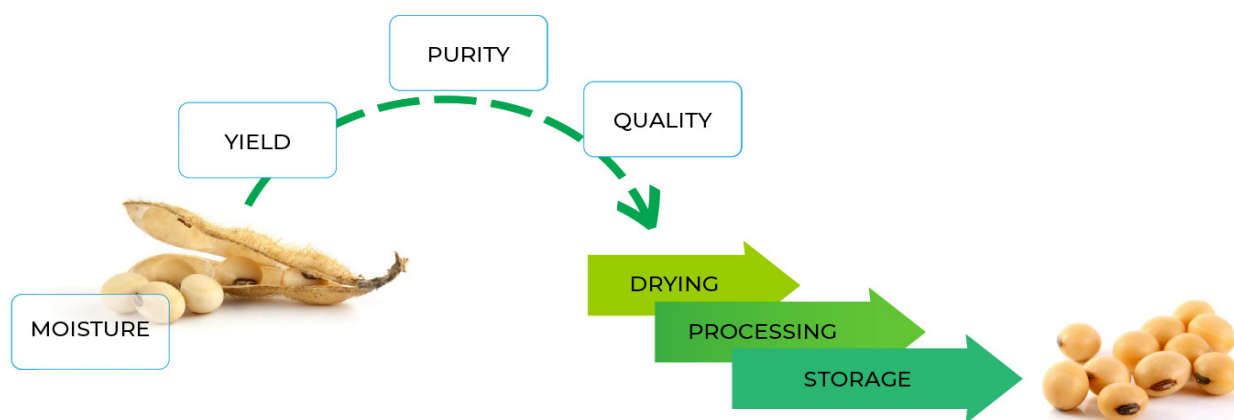 PURITY
YIELD
QUALITY
MOISTURE
DRYING
PROCESSING
STORAGE